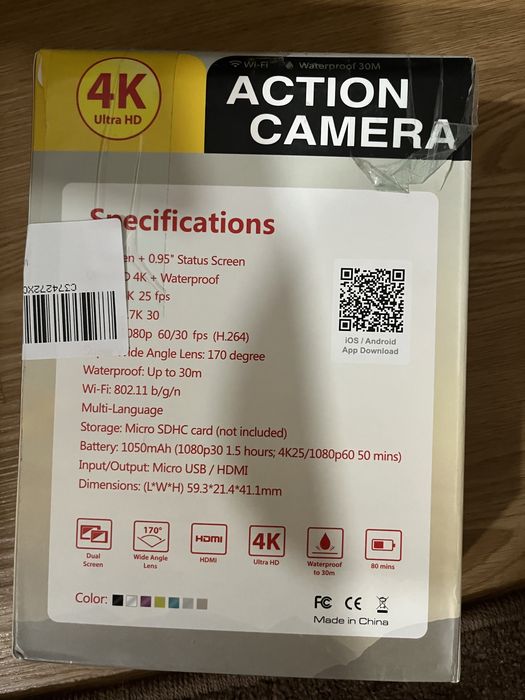 Wi-Fi Waterproof 30M
4K
Ultra HD
ACTION
CAMERA
Specifications
+ 0.95" Status Screen
4K + Waterproof
25 fps
30
60/30 fps (H.264)
Angle Lens: 170 degree
Waterproof: Up to 30m
Wi-Fi: 802.11 b/g/n
Multi-Language
Storage: Micro SDHC card (not included)
Battery: 1050mAh (1080p30 1.5 hours; 4K25/1080p60 50 mins)
Input/Output: Micro USB / HDMI
Dimensions: (L*W*H) 59.3*21.4*41.1mm
iOS / Android
App Download
C374272XC
Dual
Screen
170°
Wide Angle
Lens
HDMI
HDMI
4K
Ultra HD
Waterproof
to 30m
80 mins
Color:
FC CE
Made in China